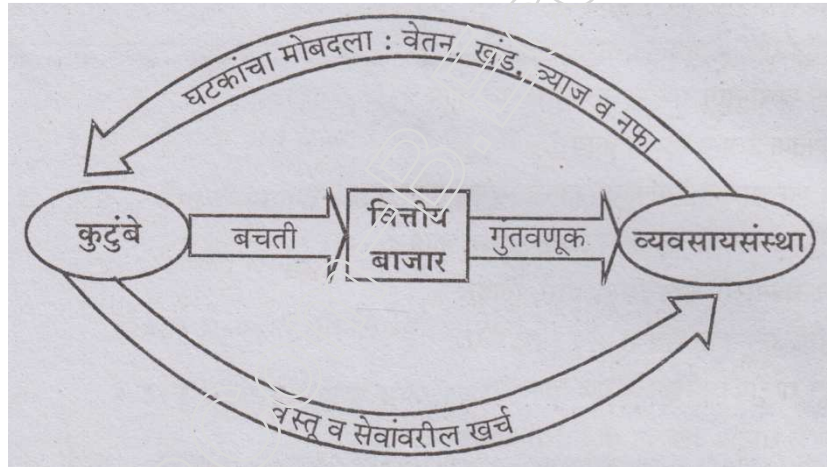 घटकांचा मोबदला : वेतन, खंड, व्याज व नफा
कुटुंबे
बचती
वित्तीय
बाजार
गुंतवणूक
व्यवसायसंस्था
वस्तू व सेवांवरील खर्च